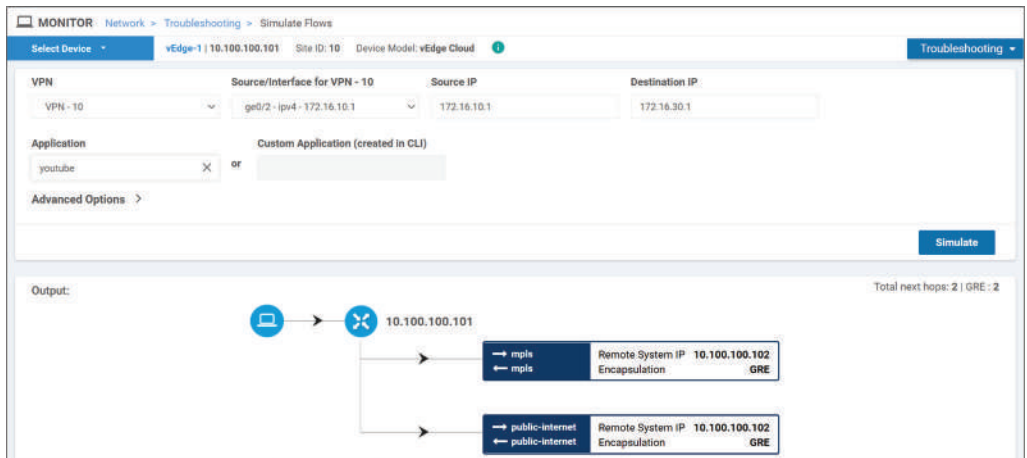 MONITOR Network > Troubleshooting > Simulate Flows
Select Device vEdge-1 | 10.100.100.101 Site ID: 10 Device Model: vEdge Cloud i Troubleshooting
VPN Source/Interface for VPN - 10 Source IP Destination IP
VPN - 10 ge0/2 - ipv4 - 172.16.10.1 172.16.10.1 172.16.30.1
Application Custom Application (created in CLI)
youtube or
Advanced Options >
Simulate
Output: Total next hops: 2 | GRE : 2
10.100.100.101
→ mpls Remote System IP 10.100.100.102
← mpls Encapsulation GRE
→ public-internet Remote System IP 10.100.100.102
← public-internet Encapsulation GRE